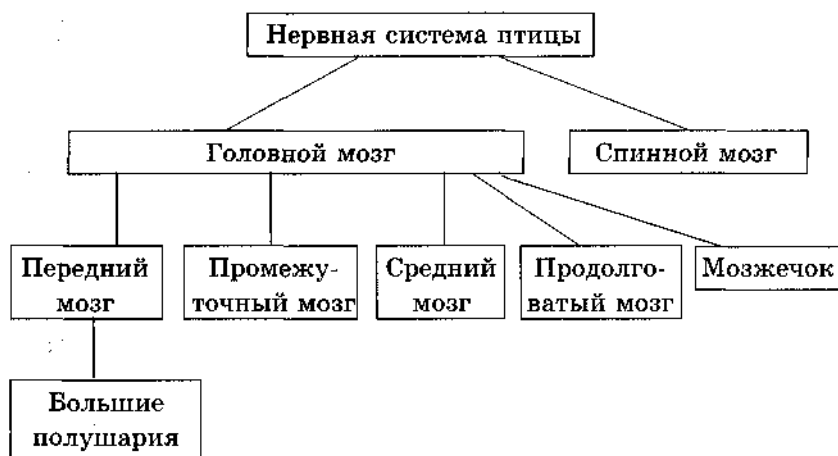 Нервная система птицы
Головной мозг
Спинной мозг
Передний
мозг
Промежу-
точный мозг
Средний
мозг
Продолго-
ватый мозг
Мозжечок
Большие
полушария